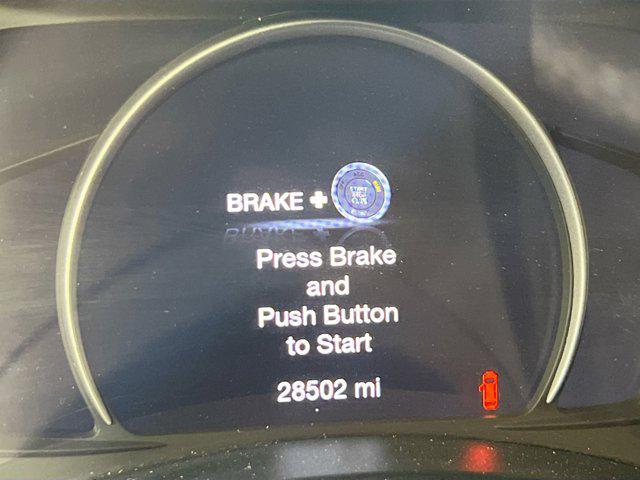 BRAKE +
Press Brake
and
Push Button
to Start
28502 mi